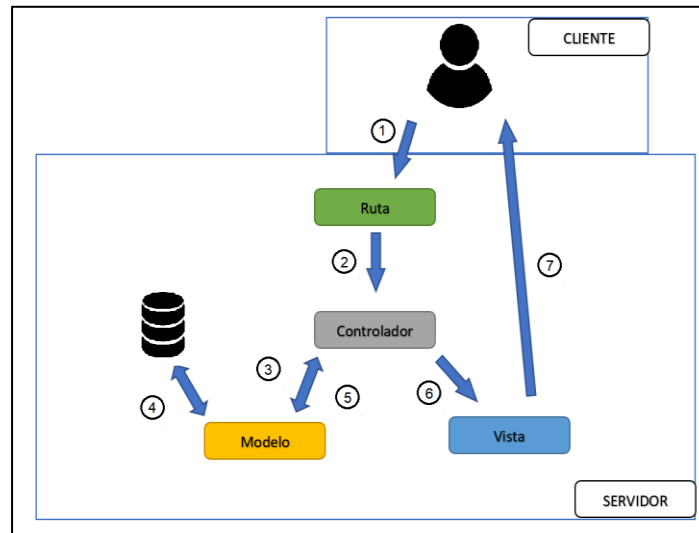 CLIENTE
1
Ruta
2
7
Controlador
3
5
6
4
Modelo
Vista
SERVIDOR